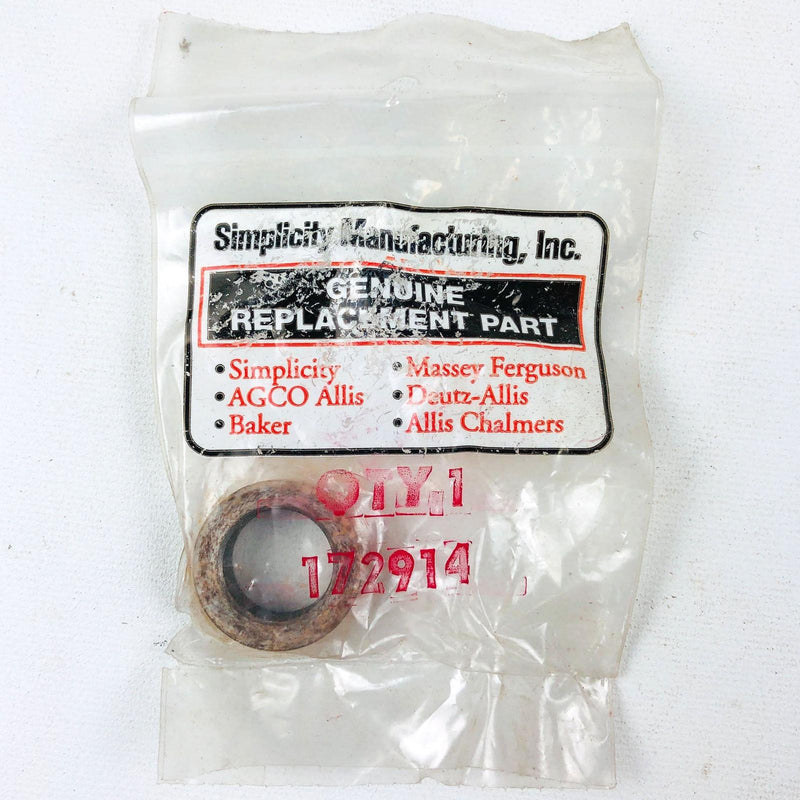 Simplicity Manufacturing, Inc.
GENUINE
REPLACEMENT PART
• Simplicity
• AGCO Allis
• Baker
• Massey Ferguson
• Deutz-Allis
• Allis Chalmers
QTY. 1
172914